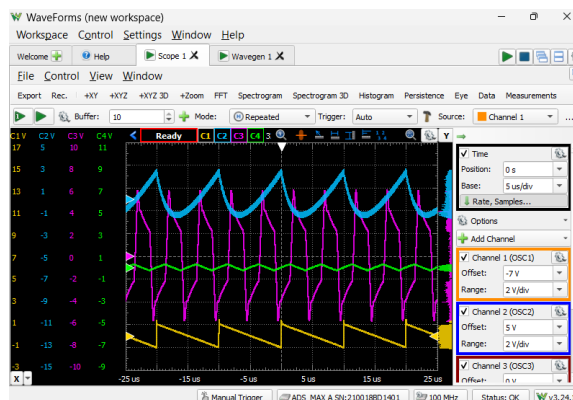 WaveForms (new workspace)
Workspace Control Settings Window Help
Welcome Help Scope 1 Wavegen 1
File Control View Window
Export Rec. +XY +XYZ +XYZ 3D +Zoom FFT Spectrogram Spectrogram 3D Histogram Persistence Eye Data Measurements
Buffer: 10 Mode: Repeated Trigger: Auto Source: Channel 1 ...
C1 V C2 V C3 V C4 V Ready C1 C2 C3 C4 3 Y
17 5 10 11
15 3 8 9
13 1 6 7
11 -1 4 5
9 -3 2 3
7 -5 0 1
5 -7 -2 -1
3 -9 -4 -3
1 -11 -6 -5
-1 -13 -8 -7
-3 -15 -10 -9
X -25 us -15 us -5 us 5 us 15 us 25 us
Time
Position: 0 s
Base: 5 us/div
Rate, Samples...
Options
Add Channel
Channel 1 (OSC1)
Offset: -7 V
Range: 2 V/div
Channel 2 (OSC2)
Offset: 5 V
Range: 2 V/div
Channel 3 (OSC3)
Offset: 0 V
Manual Trigger ADS MAX A SN:210018BD1401 100 MHz Status: OK v3.24.